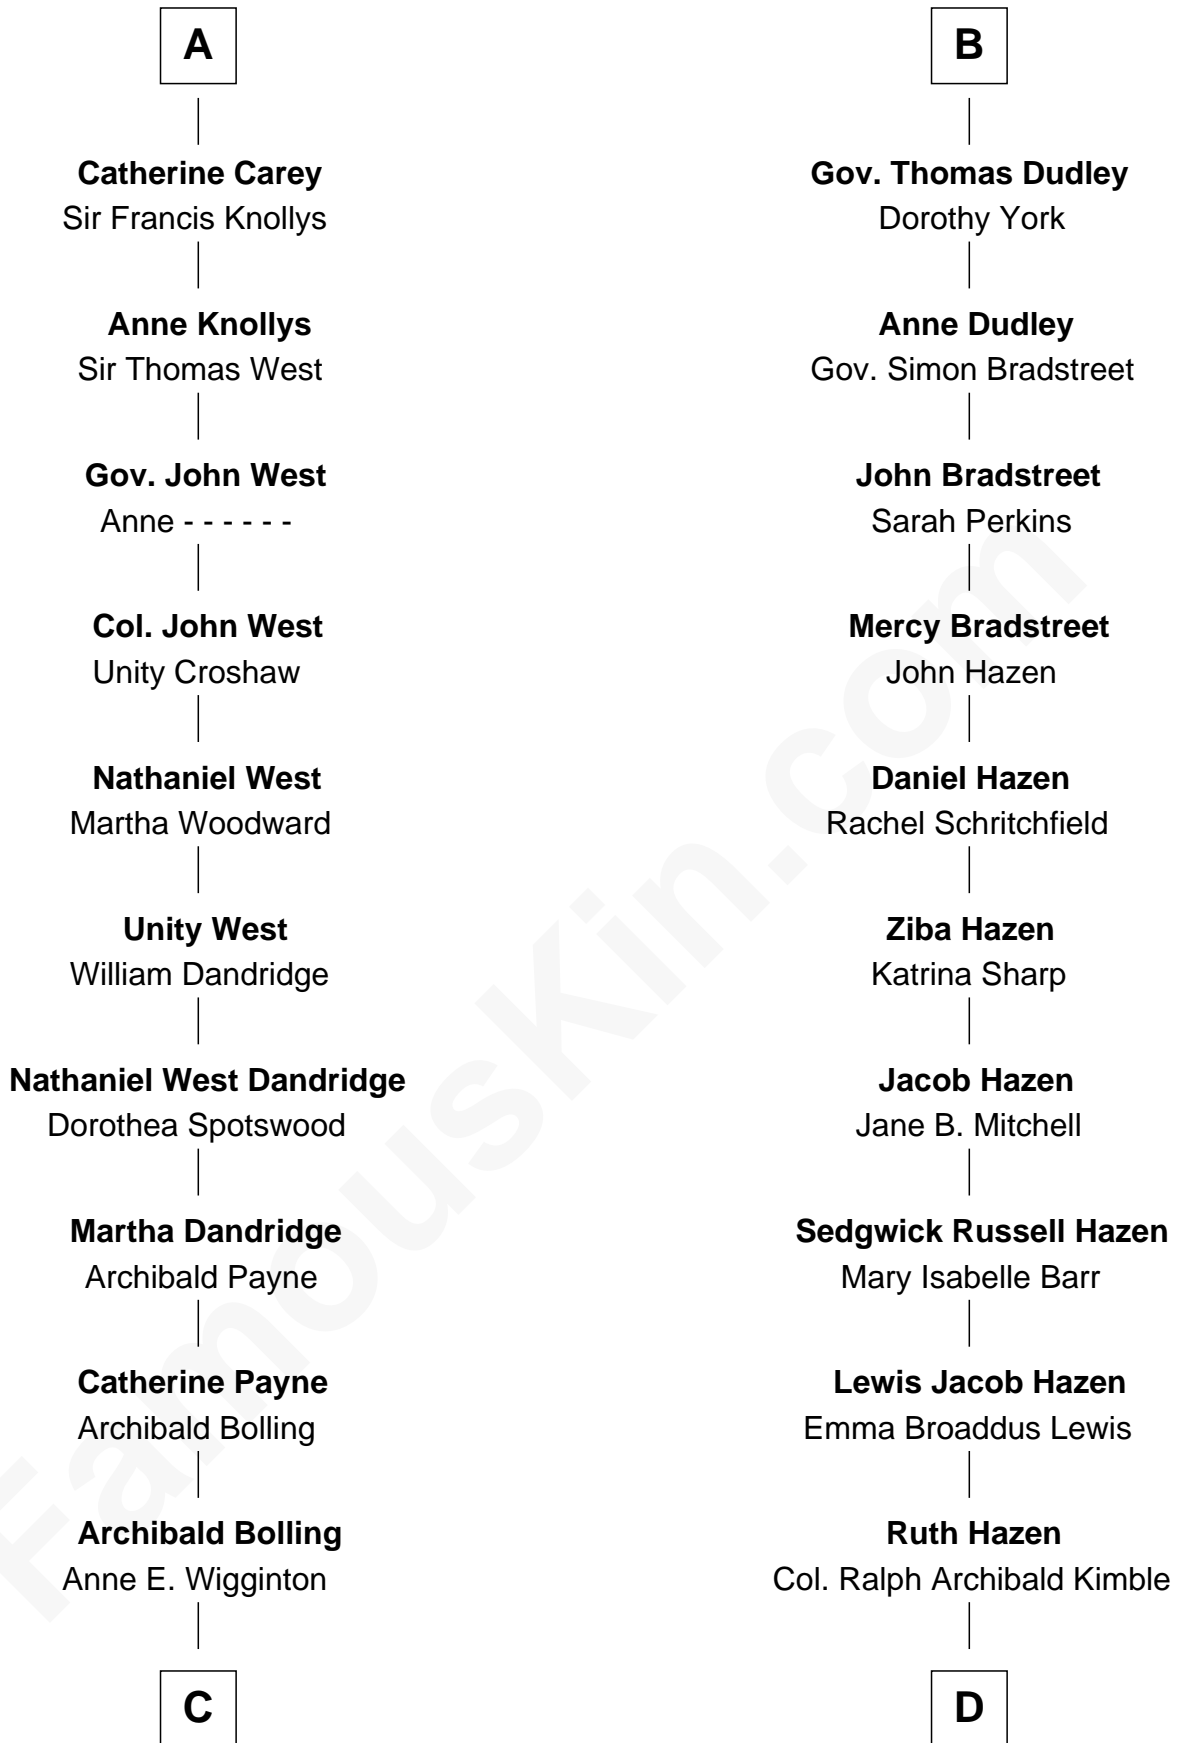 A
Catherine Carey
Sir Francis Knollys
Anne Knollys
Sir Thomas West
Gov. John West
Anne - - - - - -
Col. John West
Unity Croshaw
Nathaniel West
Martha Woodward
Unity West
William Dandridge
Nathaniel West Dandridge
Dorothea Spotswood
Martha Dandridge
Archibald Payne
Catherine Payne
Archibald Bolling
Archibald Bolling
Anne E. Wigginton
C
B
Gov. Thomas Dudley
Dorothy York
Anne Dudley
Gov. Simon Bradstreet
John Bradstreet
Sarah Perkins
Mercy Bradstreet
John Hazen
Daniel Hazen
Rachel Schritchfield
Ziba Hazen
Katrina Sharp
Jacob Hazen
Jane B. Mitchell
Sedgwick Russell Hazen
Mary Isabelle Barr
Lewis Jacob Hazen
Emma Broaddus Lewis
Ruth Hazen
Col. Ralph Archibald Kimble
D
FamousKin.com